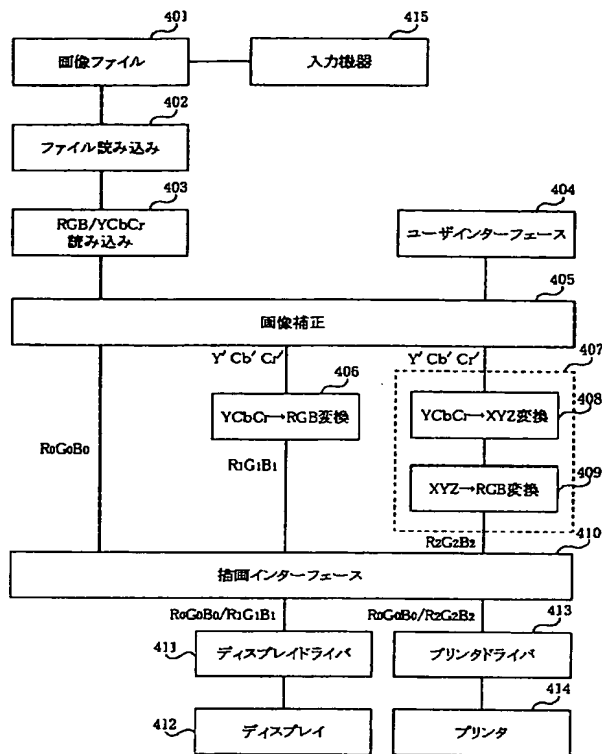 401
415
画像ファイル
入力機器
402
ファイル読み込み
403
RGB/YCbCr
読み込み
404
ユーザインターフェース
405
画像補正
407
Y' Cb' Cr'
Y' Cb' Cr'
406
408
YCbCr→RGB変換
YCbCr→XYZ変換
R0G0B0
R1G1B1
409
XYZ→RGB変換
R2G2B2
410
描画インターフェース
R0G0B0/R1G1B1
R0G0B0/R2G2B2
413
411
ディスプレイドライバ
プリンタドライバ
414
412
ディスプレイ
プリンタ